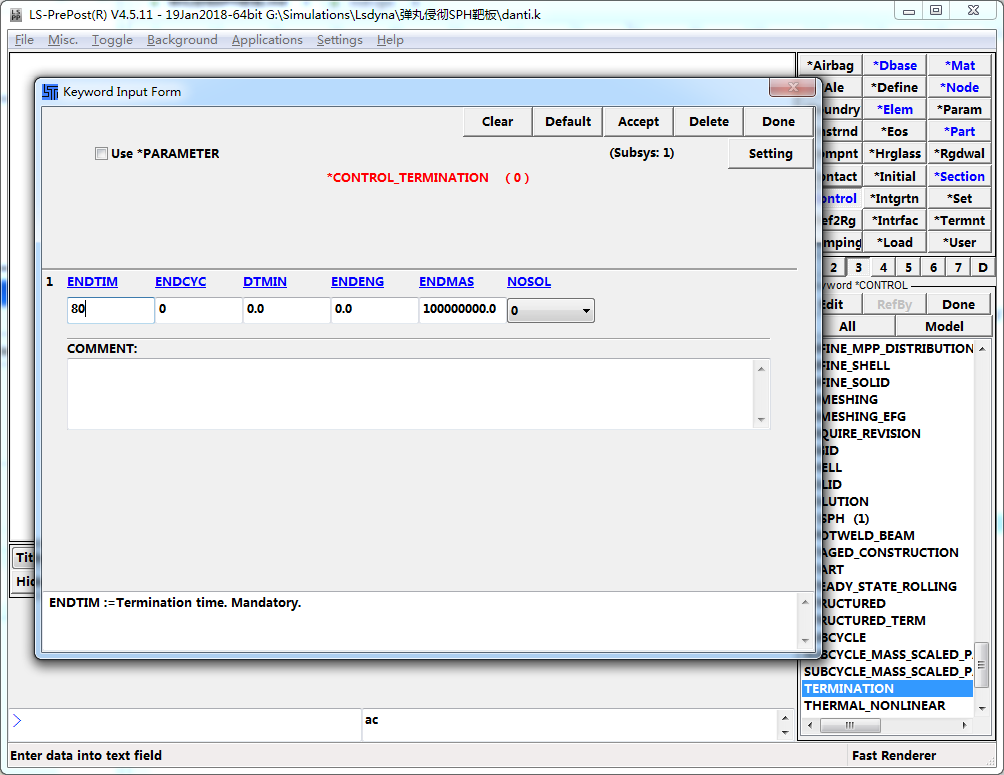 LS-PrePost(R) V4.5.11 - 19Jan2018-64bit G:\Simulations\Lsdyna\弹丸侵彻SPH靶板\danti.k
File Misc. Toggle Background Applications Settings Help
Keyword Input Form
Clear Default Accept Delete Done
Use *PARAMETER (Subsys: 1) Setting
*CONTROL_TERMINATION (0)
1 ENDTIM ENDCYC DTMIN ENDENG ENDMAS NOSOL
80 0 0.0 0.0 100000000.0 0
COMMENT:
ENDTIM :=Termination time. Mandatory.
*Airbag *Dbase *Mat
Ale *Define *Node
undry *Elem *Param
nstrnd *Eos *Part
ompnt *Hrglass *Rgdwal
ontact *Initial *Section
ontrol *Intgrtn *Set
ef2Rg *Intrfac *Termnt
mping *Load *User
2 3 4 5 6 7 D
yword *CONTROL
Edit RefBy Done
All Model
FINE_MPP_DISTRIBUTION
FINE_SHELL
FINE_SOLID
MESHING
MESHING_EFG
QUIRE_REVISION
ID
ELL
LID
LUTION
SPH (1)
OTWELD_BEAM
AGED_CONSTRUCTION
ART
EADY_STATE_ROLLING
RUCTURED
RUCTURED_TERM
BCYCLE
BCYCLE_MASS_SCALED_P
SUBCYCLE_MASS_SCALED_P
TERMINATION
THERMAL_NONLINEAR
Tit
Hid
> ac
Enter data into text field Fast Renderer